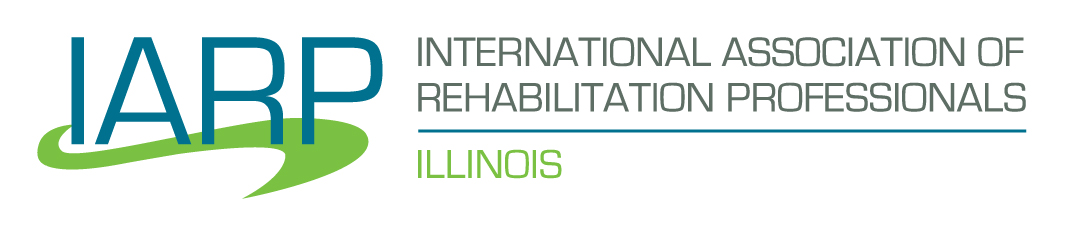 IARP
INTERNATIONAL ASSOCIATION OF
REHABILITATION PROFESSIONALS
ILLINOIS